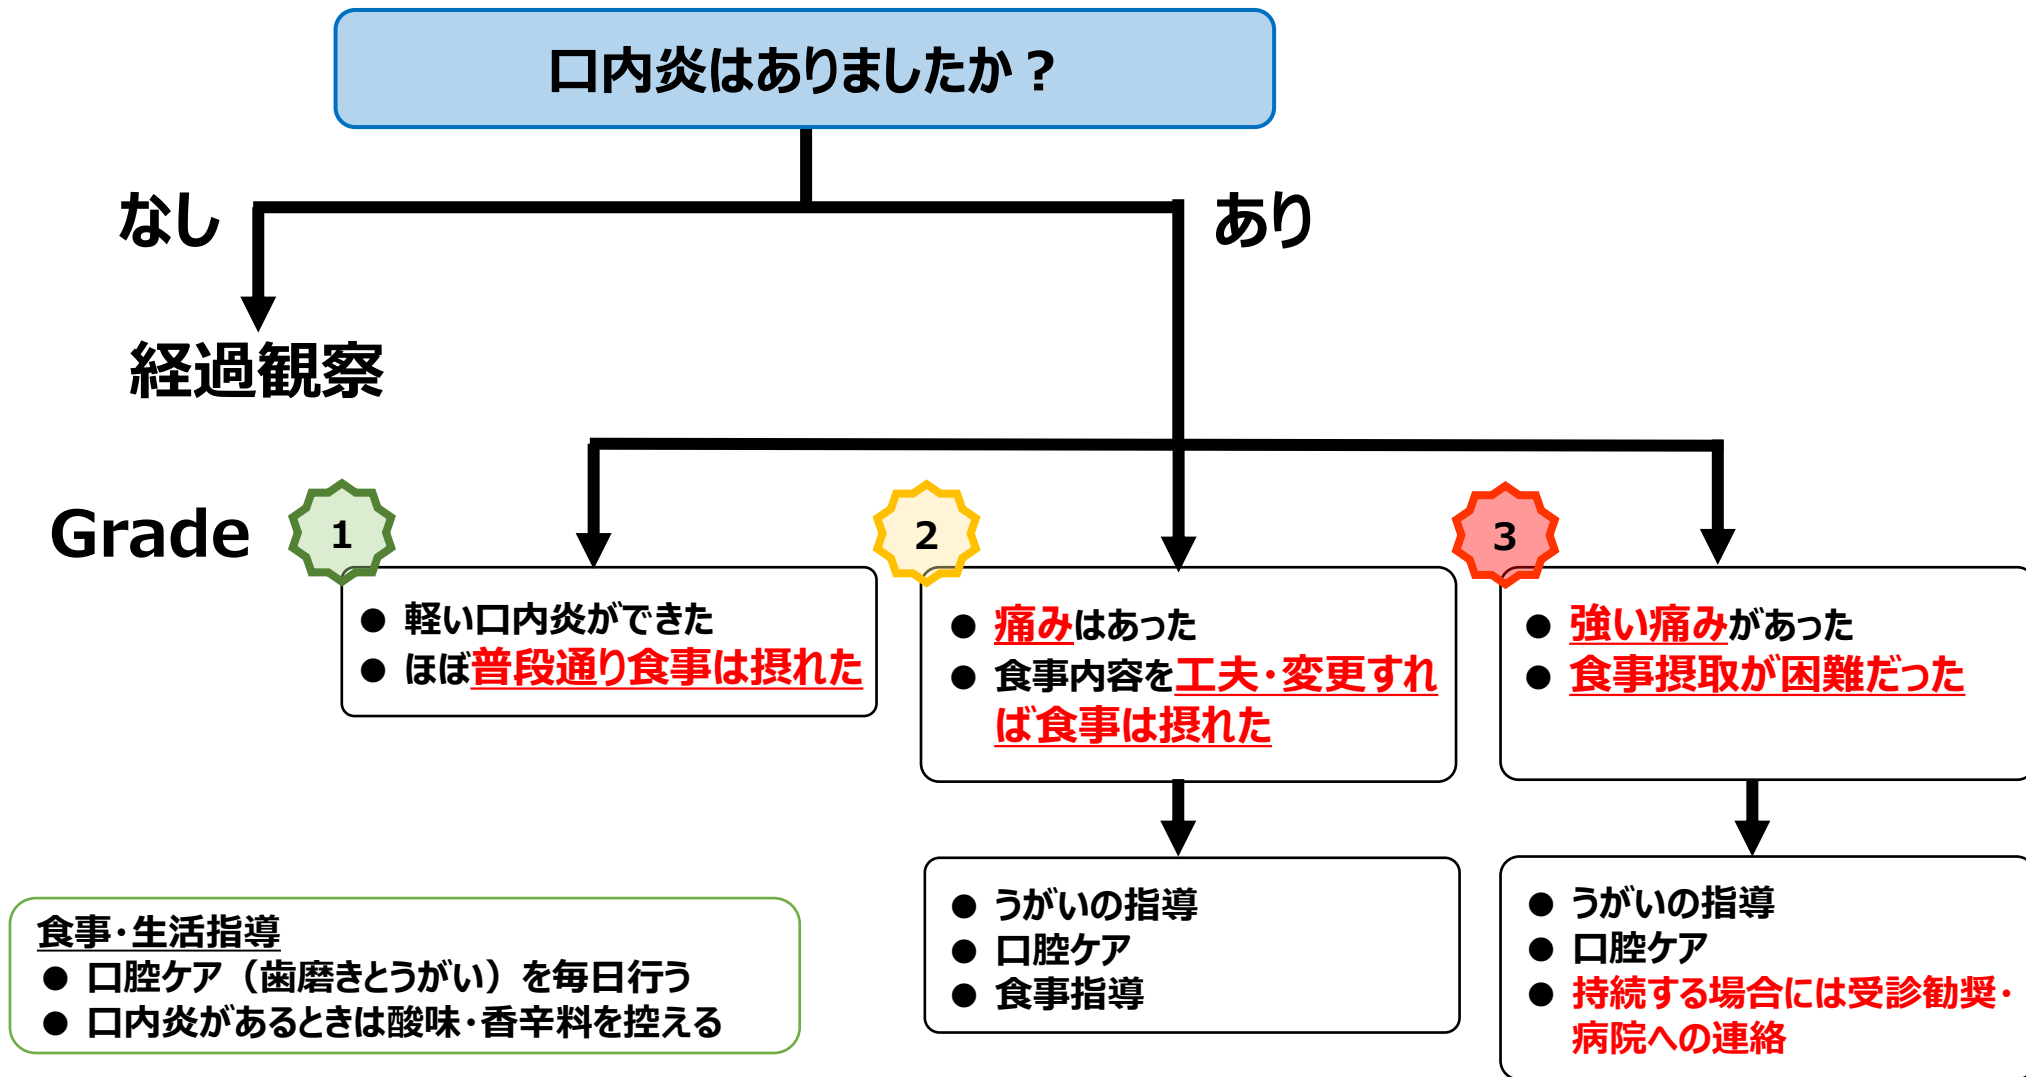 口内炎はありましたか？
なし
あり
経過観察
Grade
1
2
3
● 軽い口内炎ができた
● ほぼ普段通り食事は摂れた
● 痛みはあった
● 食事内容を工夫・変更すれ
ば食事は摂れた
● 強い痛みがあった
● 食事摂取が困難だった
● うがいの指導
● 口腔ケア
● 食事指導
● うがいの指導
● 口腔ケア
● 持続する場合には受診勧奨・
病院への連絡
食事・生活指導
● 口腔ケア（歯磨きとうがい）を毎日行う
● 口内炎があるときは酸味・香辛料を控える